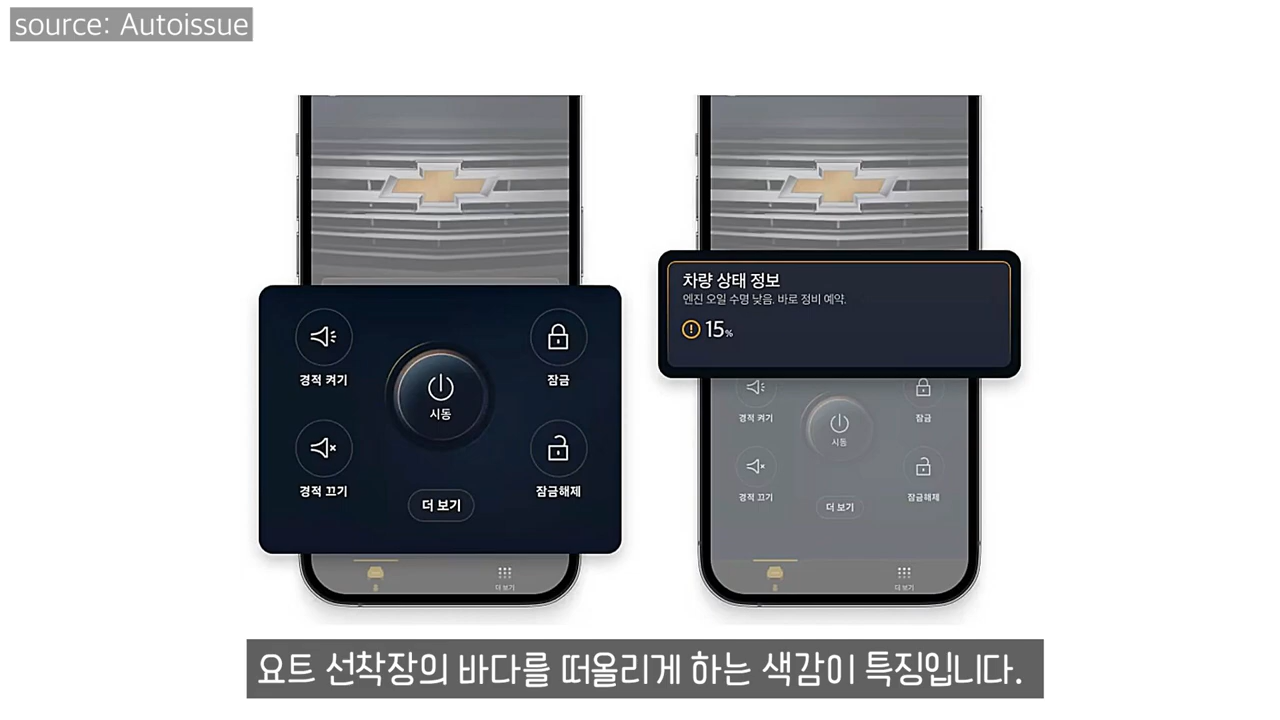 source: Autoissue
경적 켜기
잠금
시동
경적 끄기
잠금해제
더 보기
더 보기
차량 상태 정보
엔진 오일 수명 낮음. 바로 정비 예약.
15%
경적 켜기
잠금
시동
경적 끄기
잠금해제
더 보기
더 보기
요트 선착장의 바다를 떠올리게 하는 색감이 특징입니다.